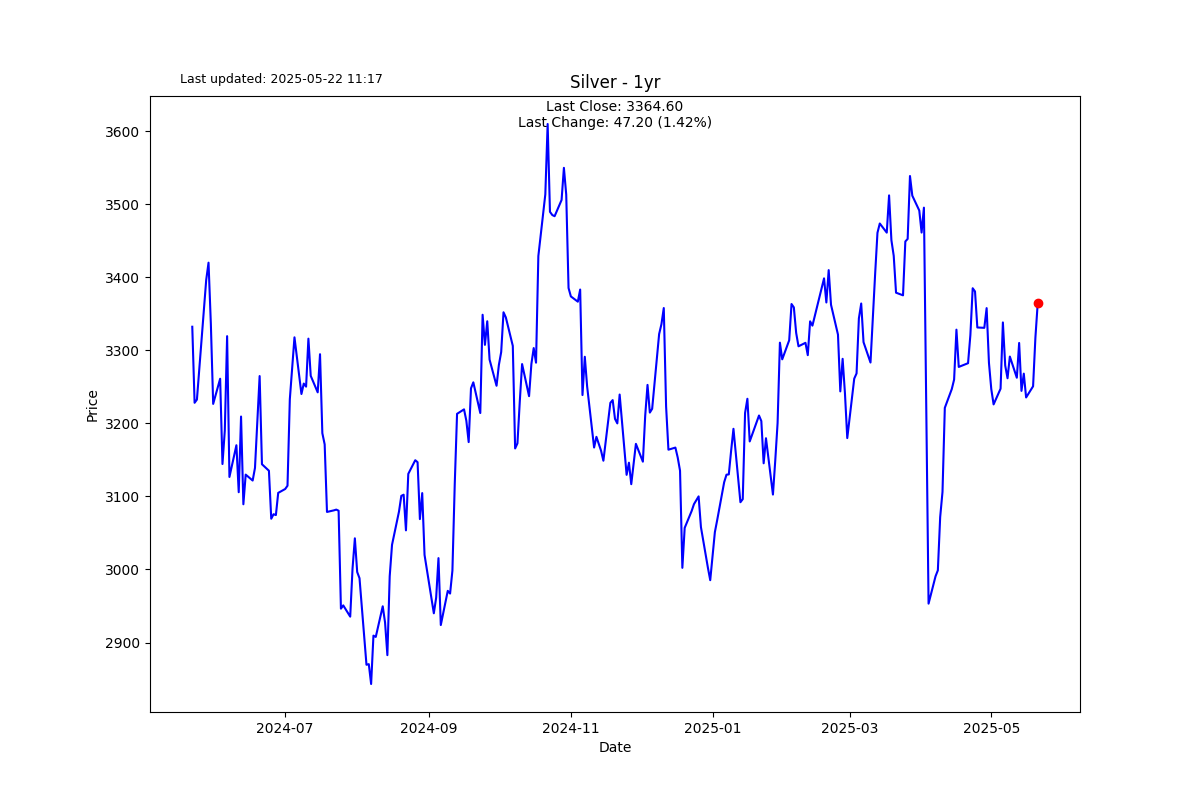 Last updated: 2025-05-22 11:17
Silver - 1yr
Last Close: 3364.60
Last Change: 47.20 (1.42%)
3600
3500
3400
3300
3200
3100
3000
2900
Price
2024-07
2024-09
2024-11
2025-01
2025-03
2025-05
Date